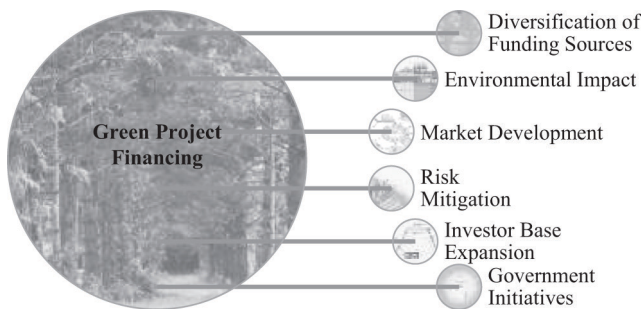 Green Project
Financing
Diversification of
Funding Sources
Environmental Impact
Market Development
Risk
Mitigation
Investor Base
Expansion
Government
Initiatives